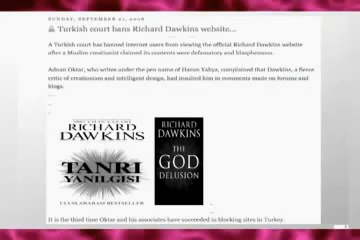 SUNDAY, SEPTEMBER 21, 2008
Turkish court bans Richard Dawkins website...
A Turkish court has banned internet users from viewing the official Richard Dawkins website
after a Muslim creationist claimed its contents were defamatory and blasphemous.
Adnan Oktar, who writes under the pen name of Harun Yahya, complained that Dawkins, a fierce
critic of creationism and intelligent design, had insulted him in comments made on forums and
blogs.
RICHARD
DAWKINS
TANRI
YANILGISI
ULUSLARARASI BESTSELLER
RICHARD
DAWKINS
THE
GOD
DELUSION
It is the third time Oktar and his associates have succeeded in blocking sites in Turkey.